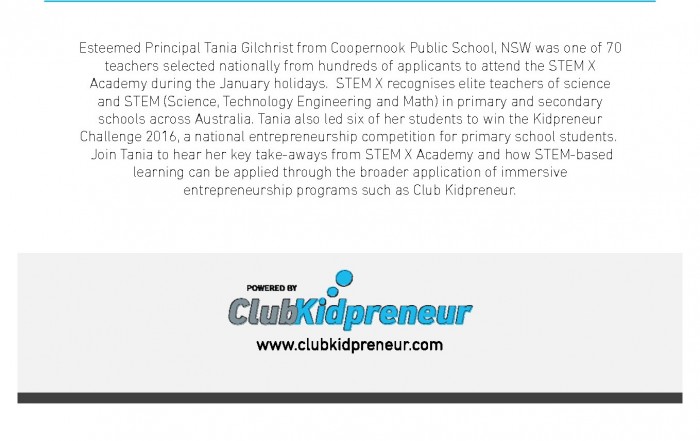 Esteemed Principal Tania Gilchrist from Coopernook Public School, NSW was one of 70
teachers selected nationally from hundreds of applicants to attend the STEM X
Academy during the January holidays.  STEM X recognises elite teachers of science
and STEM (Science, Technology Engineering and Math) in primary and secondary
schools across Australia. Tania also led six of her students to win the Kidpreneur
Challenge 2016, a national entrepreneurship competition for primary school students.
Join Tania to hear her key take-aways from STEM X Academy and how STEM-based
learning can be applied through the broader application of immersive
entrepreneurship programs such as Club Kidpreneur.
POWERED BY
ClubKidpreneur
www.clubkidpreneur.com